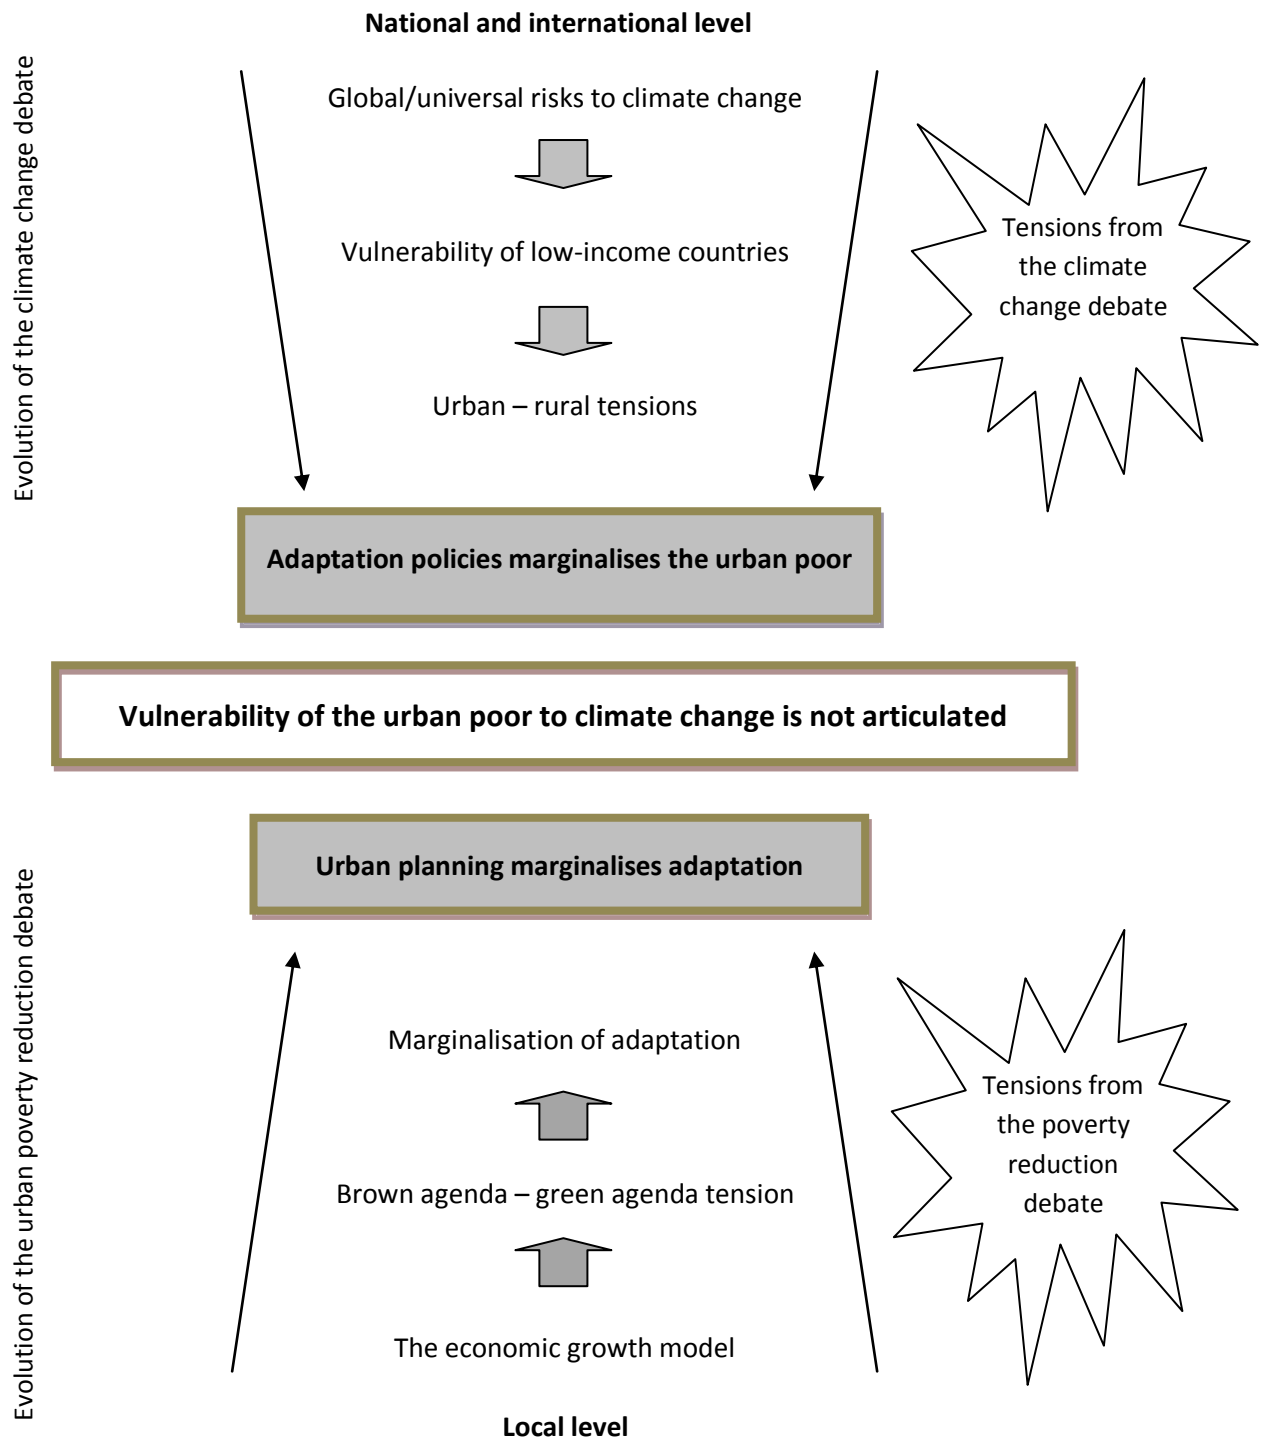 National and international level
Evolution of the climate change debate
Global/universal risks to climate change
Vulnerability of low-income countries
Urban – rural tensions
Tensions from
the climate
change debate
Adaptation policies marginalises the urban poor
Vulnerability of the urban poor to climate change is not articulated
Urban planning marginalises adaptation
Evolution of the urban poverty reduction debate
Marginalisation of adaptation
Brown agenda – green agenda tension
The economic growth model
Tensions from
the poverty
reduction
debate
Local level